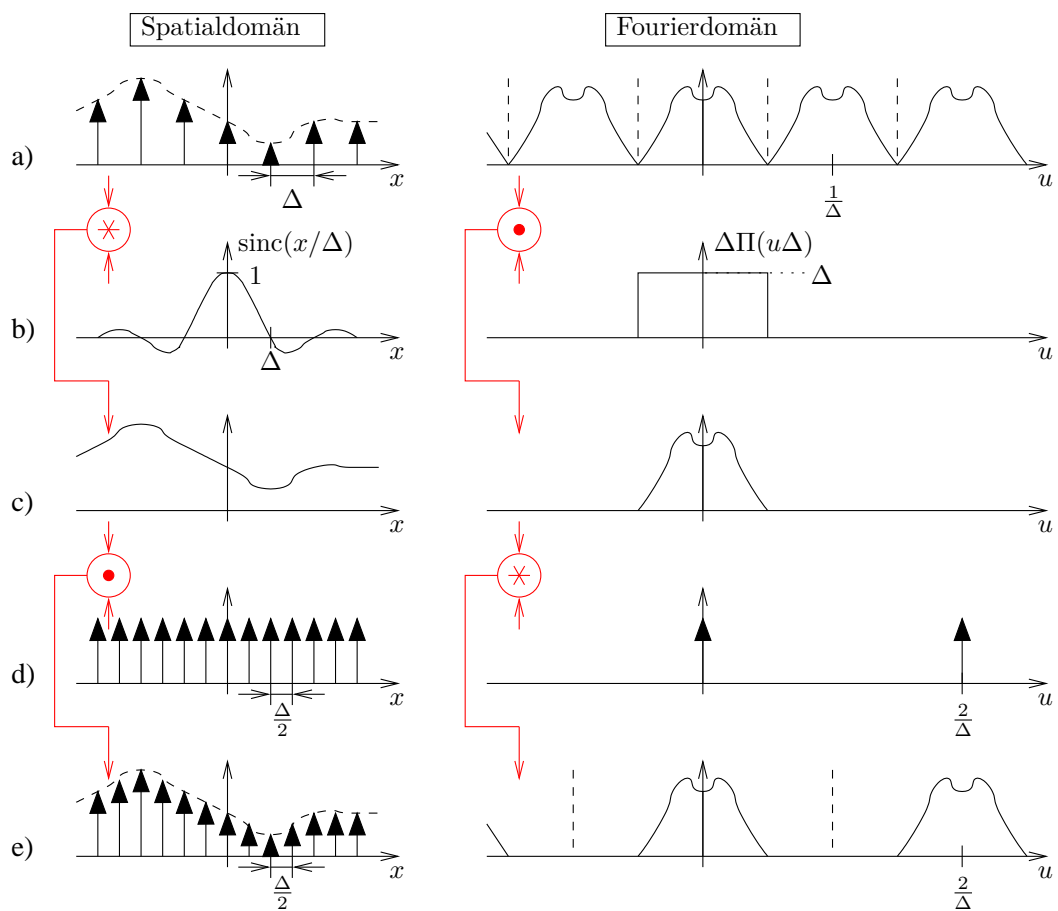 Spatialdomän Fourierdomän
a) x u
Δ 1/Δ
sinc(x/Δ) ΔΠ(uΔ)
1 Δ
b) x u
Δ
c) x u
d) x u
Δ/2 2/Δ
e) x u
Δ/2 2/Δ